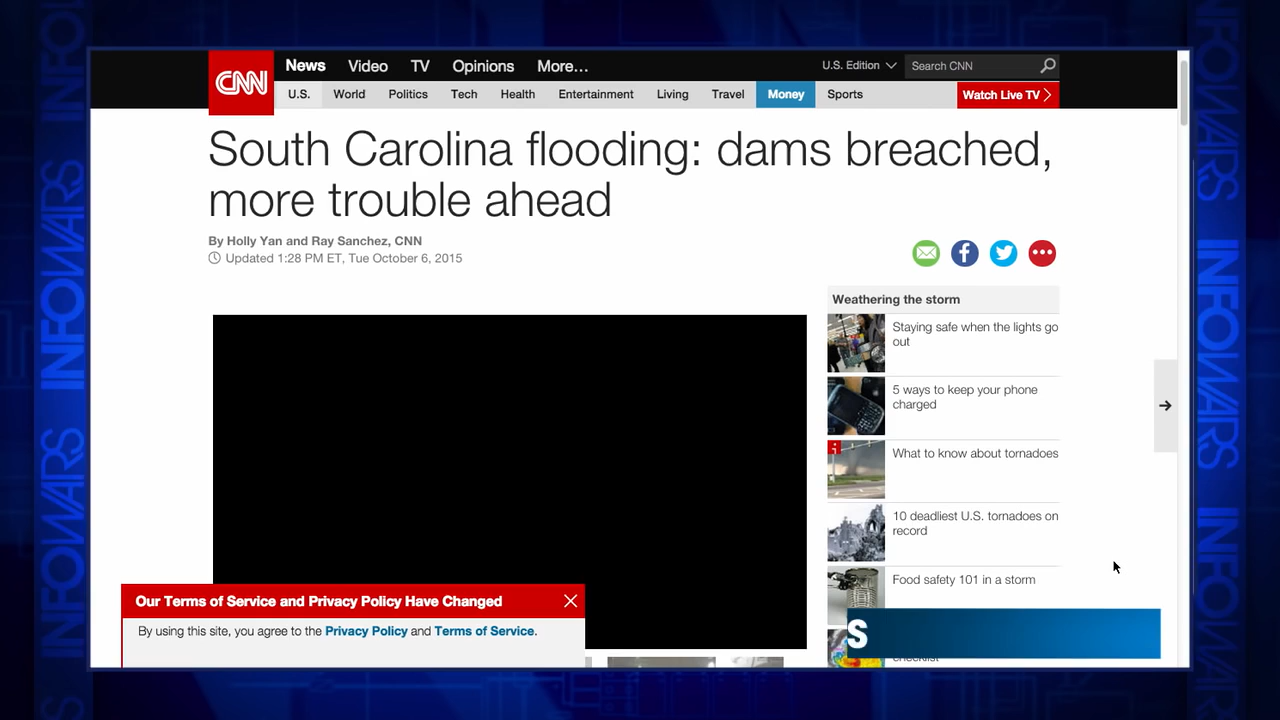 CNN
News Video TV Opinions More...
U.S. Edition
Search CNN
U.S. World Politics Tech Health Entertainment Living Travel Money Sports
Watch Live TV
South Carolina flooding: dams breached,
more trouble ahead
By Holly Yan and Ray Sanchez, CNN
Updated 1:28 PM ET, Tue October 6, 2015
Weathering the storm
Staying safe when the lights go
out
5 ways to keep your phone
charged
What to know about tornadoes
10 deadliest U.S. tornadoes on
record
Food safety 101 in a storm
checklist
S
Our Terms of Service and Privacy Policy Have Changed
By using this site, you agree to the Privacy Policy and Terms of Service.
INFOWARS
INFOWARS
INFOWARS
INFOWARS